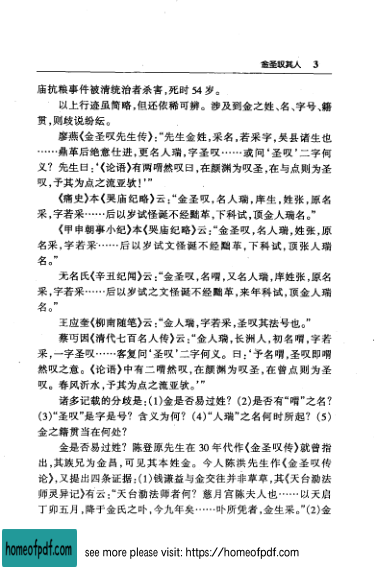 金圣叹其人 3
庙抗粮事件被清统治者杀害，死时54岁。
以上行迹虽简略，但还依稀可辨。涉及到金之姓、名、字号、籍
贯，则歧说纷纭。
廖燕《金圣叹先生传》：“先生金姓，采名，若采字，吴县诸生也
……鼎革后绝意仕进，更名人瑞，字圣叹……或问‘圣叹’二字何
义？先生曰：‘《论语》有两喟然叹曰，在颜渊为叹圣，在与点则为圣
叹，予其为点之流亚欤！’”
《痛史》本《哭庙纪略》云：“金圣叹，名人瑞，庠生，姓张，原名
采，字若采……后以岁试怪诞不经黜革，下科试，顶金人瑞名。”
《甲申朝事小纪》本《哭庙纪略》云：“金圣叹，名人瑞，姓张，原
名采，字若采……后以岁试文怪诞不经黜革，下科试，顶张人瑞
名。”
无名氏《辛丑纪闻》云：“金圣叹，名喟，又名人瑞，庠姓张，原名
采，字若采……后以岁试之文怪诞不经黜革，来年科试，顶金人瑞
名。”
王应奎《柳南随笔》云：“金人瑞，字若采，圣叹其法号也。”
蔡丏因《清代七百名人传》云：“金人瑞，长洲人，初名喟，字若
采，一字圣叹……客复问‘圣叹’二字何义。曰：‘予名喟，圣叹即喟
然叹之意。《论语》中有二喟然叹，在颜渊为叹圣，在曾点则为圣
叹。春风沂水，予其为点之流亚欤。’”
诸多记载的分歧是：(1)金是否易过姓？(2)是否有“喟”之名？
(3)“圣叹”是字是号？含义为何？(4)“人瑞”之名何时所起？(5)
金之籍贯当在何处？
金是否易过姓？陈登原先生在30年代作《金圣叹传》就曾指
出，其族兄为金昌，可见其本姓金。今人陈洪先生作《金圣叹传
论》，又提出四条证据：(1)钱谦益与金交往并非草草，其《天台泐法
师灵异记》有云：“天台泐法师者何？慈月宫陈夫人也……以天启
丁卯五月，降于金氏之卟，今九年矣……卟所凭者，金生采。”(2)金
homeofpdf.com
see more please visit: https://homeofpdf.com